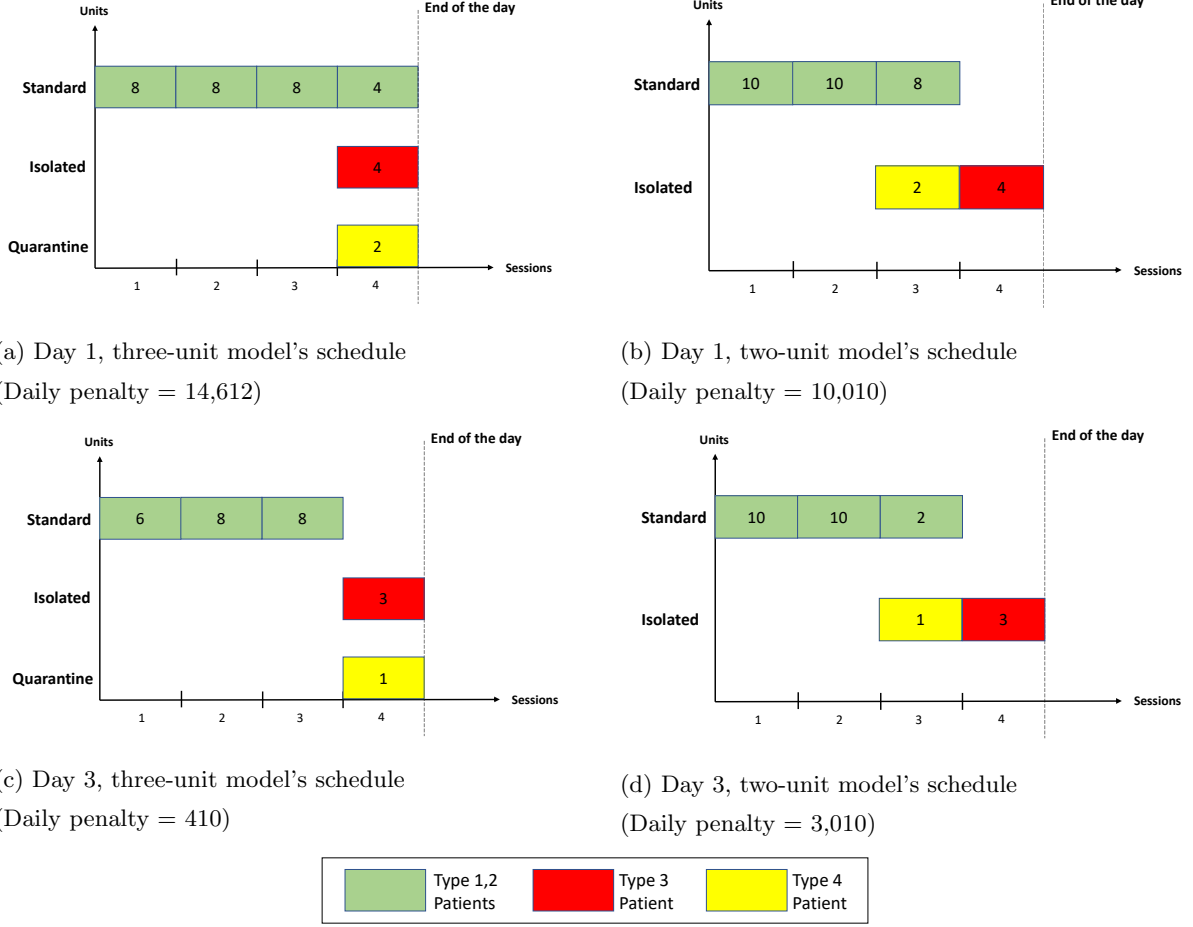 Units
End of the day
Standard 8 8 8 4
Isolated 4
Quarantine 2
Sessions
1 2 3 4
(a) Day 1, three-unit model's schedule
(Daily penalty = 14,612)
Units
End of the day
Standard 10 10 8
Isolated 2 4
Sessions
1 2 3 4
(b) Day 1, two-unit model's schedule
(Daily penalty = 10,010)
Units
End of the day
Standard 6 8 8
Isolated 3
Quarantine 1
Sessions
1 2 3 4
(c) Day 3, three-unit model's schedule
(Daily penalty = 410)
Units
End of the day
Standard 10 10 2
Isolated 1 3
Sessions
1 2 3 4
(d) Day 3, two-unit model's schedule
(Daily penalty = 3,010)
Type 1,2
Patients
Type 3
Patient
Type 4
Patient